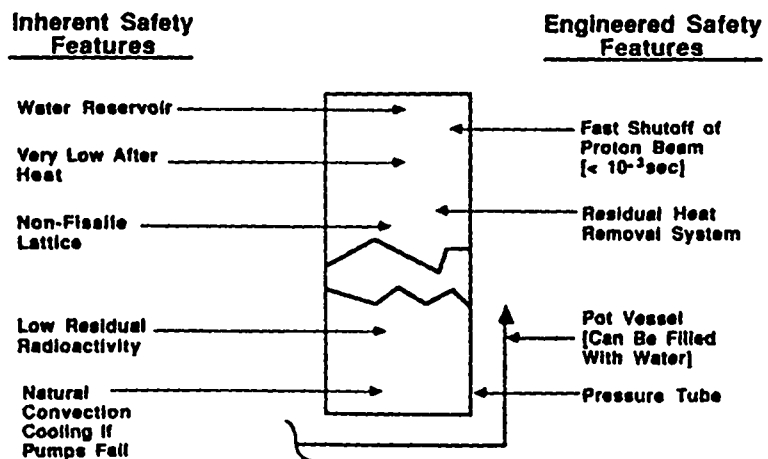 Inherent Safety
Features
Engineered Safety
Features
Water Reservoir
Very Low After
Heat
Non-Fissile
Lattice
Low Residual
Radioactivity
Natural
Convection
Cooling if
Pumps Fail
Fast Shutoff of
Proton Beam
[< 10-³sec]
Residual Heat
Removal System
Pot Vessel
[Can Be Filled
With Water]
Pressure Tube